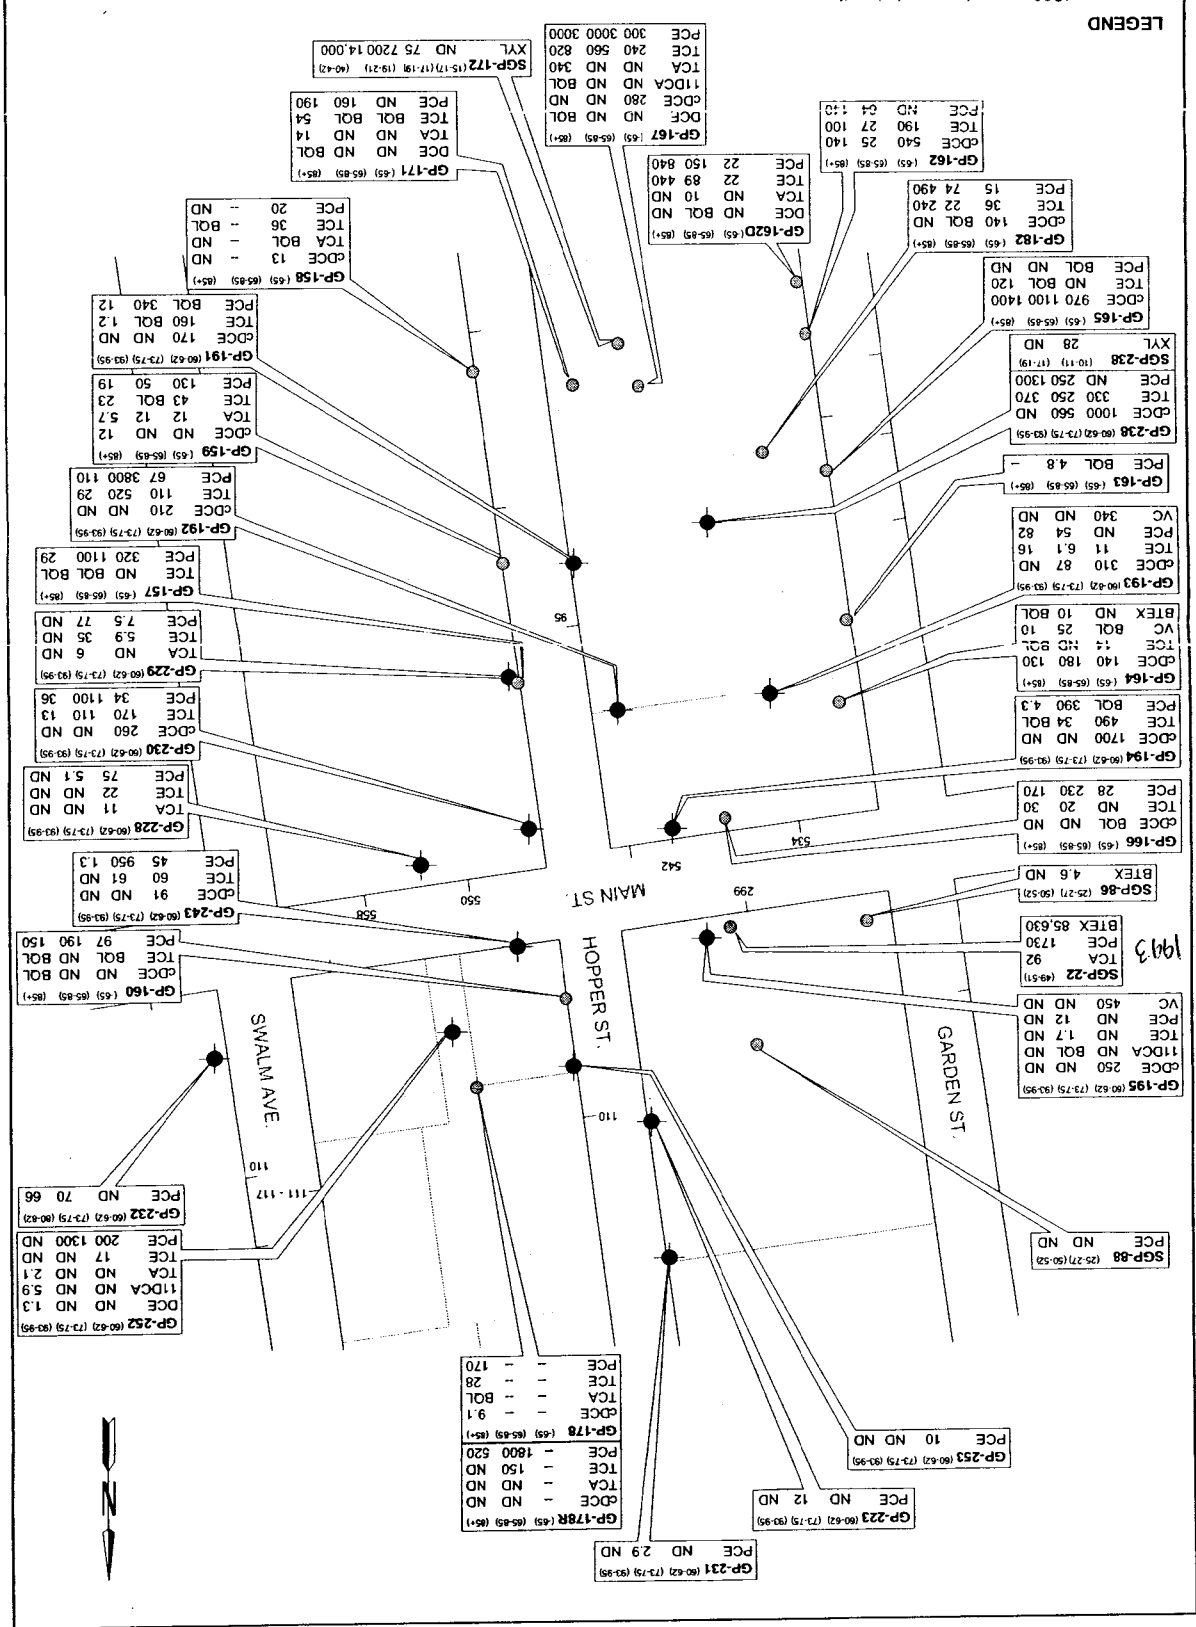 GP-231 (60-62) (73-75) (93-95)
PCE ND 2.9 ND
GP-223 (60-62) (73-75) (93-95)
PCE ND 12 ND
GP-253 (60-62) (73-75) (93-95)
PCE 10 ND ND
GP-178R (-65) (65-85) (85+)
cDCE - ND ND
TCA - ND ND
TCE - 150 ND
PCE - 1800 520
GP-178 (-65) (65-85) (85+)
cDCE - - 9.1
TCA - - BQL
TCE - - 28
PCE - - 170
N
SGP-88 (25-27) (50-52)
PCE ND ND
GP-252 (60-62) (73-75) (93-95)
DCE ND ND 1.3
11DCA ND ND 5.9
TCA ND ND 2.1
TCE 17 ND ND
PCE 200 1300 ND
GP-232 (60-62) (73-75) (80-82)
PCE ND 70 66
111 - 117
110
110
GP-195 (60-62) (73-75) (93-95)
cDCE 250 ND ND
11DCA ND BQL ND
TCE ND 1.7 ND
PCE ND 12 ND
VC 450 ND ND
GARDEN ST.
HOPPER ST.
SWALM AVE.
GP-160 (-65) (65-85) (85+)
cDCE ND ND BQL
TCE BQL ND BQL
PCE 97 190 150
SGP-22 (49-51)
TCA 92
PCE 1730
BTEX 85,630
1993
GP-243 (60-62) (73-75) (93-95)
cDCE 91 ND ND
TCE 60 61 ND
PCE 45 950 1.3
SGP-86 (25-27) (50-52)
BTEX 4.6 ND
299
MAIN ST.
558
550
542
534
GP-166 (-65) (65-85) (85+)
cDCE BQL ND ND
TCE ND 20 30
PCE 28 230 170
GP-228 (60-62) (73-75) (93-95)
TCA 11 ND ND
TCE 22 ND ND
PCE 75 5.1 ND
GP-194 (60-62) (73-75) (93-95)
cDCE 1700 ND ND
TCE 490 34 BQL
PCE BQL 390 4.3
GP-230 (60-62) (73-75) (93-95)
cDCE 260 ND ND
TCE 170 110 13
PCE 34 1100 36
GP-164 (-65) (65-85) (85+)
cDCE 140 180 130
TCE 14 ND BQL
VC BQL 25 10
BTEX ND 10 BQL
GP-229 (60-62) (73-75) (93-95)
TCA ND 6 ND
TCE 5.9 35 ND
PCE 7.5 77 ND
GP-193 (60-62) (73-75) (93-95)
cDCE 310 87 ND
TCE 11 6.1 16
PCE ND 54 82
VC 340 ND ND
95
GP-157 (-65) (65-85) (85+)
TCE ND BQL BQL
PCE 320 1100 29
GP-163 (-65) (65-85) (85+)
PCE BQL 4.8 -
GP-192 (60-62) (73-75) (93-95)
cDCE 210 ND ND
TCE 110 520 29
PCE 67 3800 110
GP-238 (60-62) (73-75) (93-95)
cDCE 1000 560 ND
TCE 330 250 370
PCE ND 250 1300
SGP-238 (10-11) (17-19)
XYL 28 ND
GP-159 (-65) (65-85) (85+)
cDCE ND ND 12
TCA 12 12 5.7
TCE 43 BQL 23
PCE 130 50 19
GP-165 (-65) (65-85) (85+)
cDCE 970 1100 1400
TCE ND BQL 120
PCE BQL ND ND
GP-191 (60-62) (73-75) (93-95)
cDCE 170 ND ND
TCE 160 BQL 1.2
PCE BQL 340 12
GP-182 (-65) (65-85) (85+)
cDCE 140 BQL ND
TCE 36 22 240
PCE 15 74 490
GP-158 (-65) (65-85) (85+)
cDCE 13 - ND
TCA BQL - ND
TCE 36 - BQL
PCE 20 - ND
GP-162D (-65) (65-85) (85+)
DCE ND BQL ND
TCA ND 10 ND
TCE 22 89 440
PCE 22 150 840
GP-162 (-65) (65-85) (85+)
cDCE 540 25 140
TCE 190 27 100
PCE ND 64 140
GP-171 (-65) (65-85) (85+)
DCE ND ND BQL
TCA ND ND 14
TCE BQL BQL 54
PCE ND 160 190
GP-167 (-65) (65-85) (85+)
DCE ND ND BQL
cDCE 280 ND ND
11DCA ND ND BQL
TCA ND ND 340
TCE 240 560 820
PCE 300 3000 3000
SGP-172 (15-17) (17-19) (19-21) (40-42)
XYL ND 75 7200 14,000
LEGEND